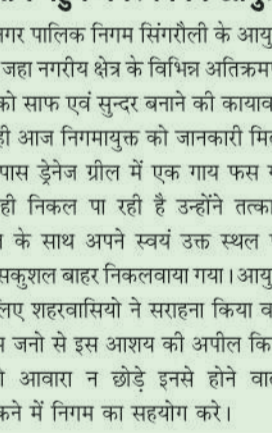 नगर पालिक निगम सिंगरौली के आयु
जहा नगरीय क्षेत्र के विभिन्न अतिक्रम
को साफ एवं सुन्दर बनाने की कायाव
ही आज निगमायुक्त को जानकारी मि
पास ड्रेनेज ग्रील में एक गाय फस
ही निकल पा रही है उन्होंने तत्का
के साथ अपने स्वयं उक्त स्थल
सकुशल बाहर निकलवाया गया। आयु
लिए शहरवासियो ने सराहना किया व
जनो से इस आशय की अपील कि
आवारा न छोड़े इनसे होने वा
कने में निगम का सहयोग करे।